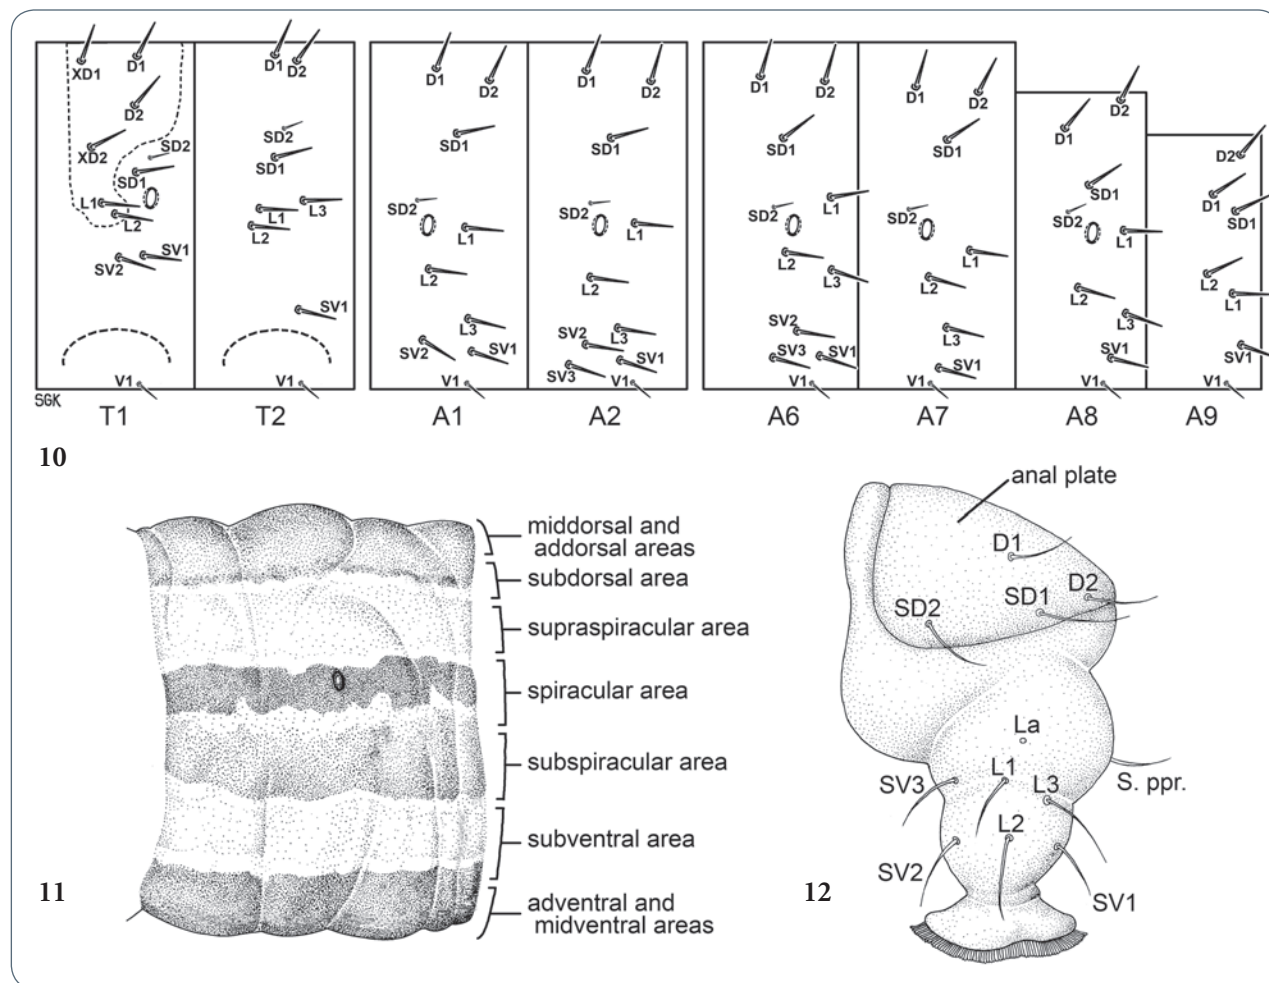 XD1
D1
D2
XD2
SD2
SD1
L1
L2
SV1
SV2
V1
SGK
T1
D1
D2
SD2
SD1
L1
L3
L2
SV1
V1
T2
D1
D2
SD1
SD2
L1
L2
L3
SV2
SV1
V1
A1
D1
D2
SD1
SD2
L1
L2
SV2
L3
SV3
SV1
V1
A2
D1
D2
SD1
SD2
L1
L2
L3
SV2
SV3
SV1
V1
A6
D1
D2
SD1
SD2
L1
L2
L3
SV1
V1
A7
D2
D1
SD1
SD2
L1
L2
L3
SV1
V1
A8
D2
D1
SD1
L2
L1
SV1
V1
A9
10
middorsal and
addorsal areas
subdorsal area
supraspiracular area
spiracular area
subspiracular area
subventral area
adventral and
midventral areas
11
anal plate
D1
D2
SD1
SD2
La
L1
S. ppr.
SV3
L3
L2
SV2
SV1
12